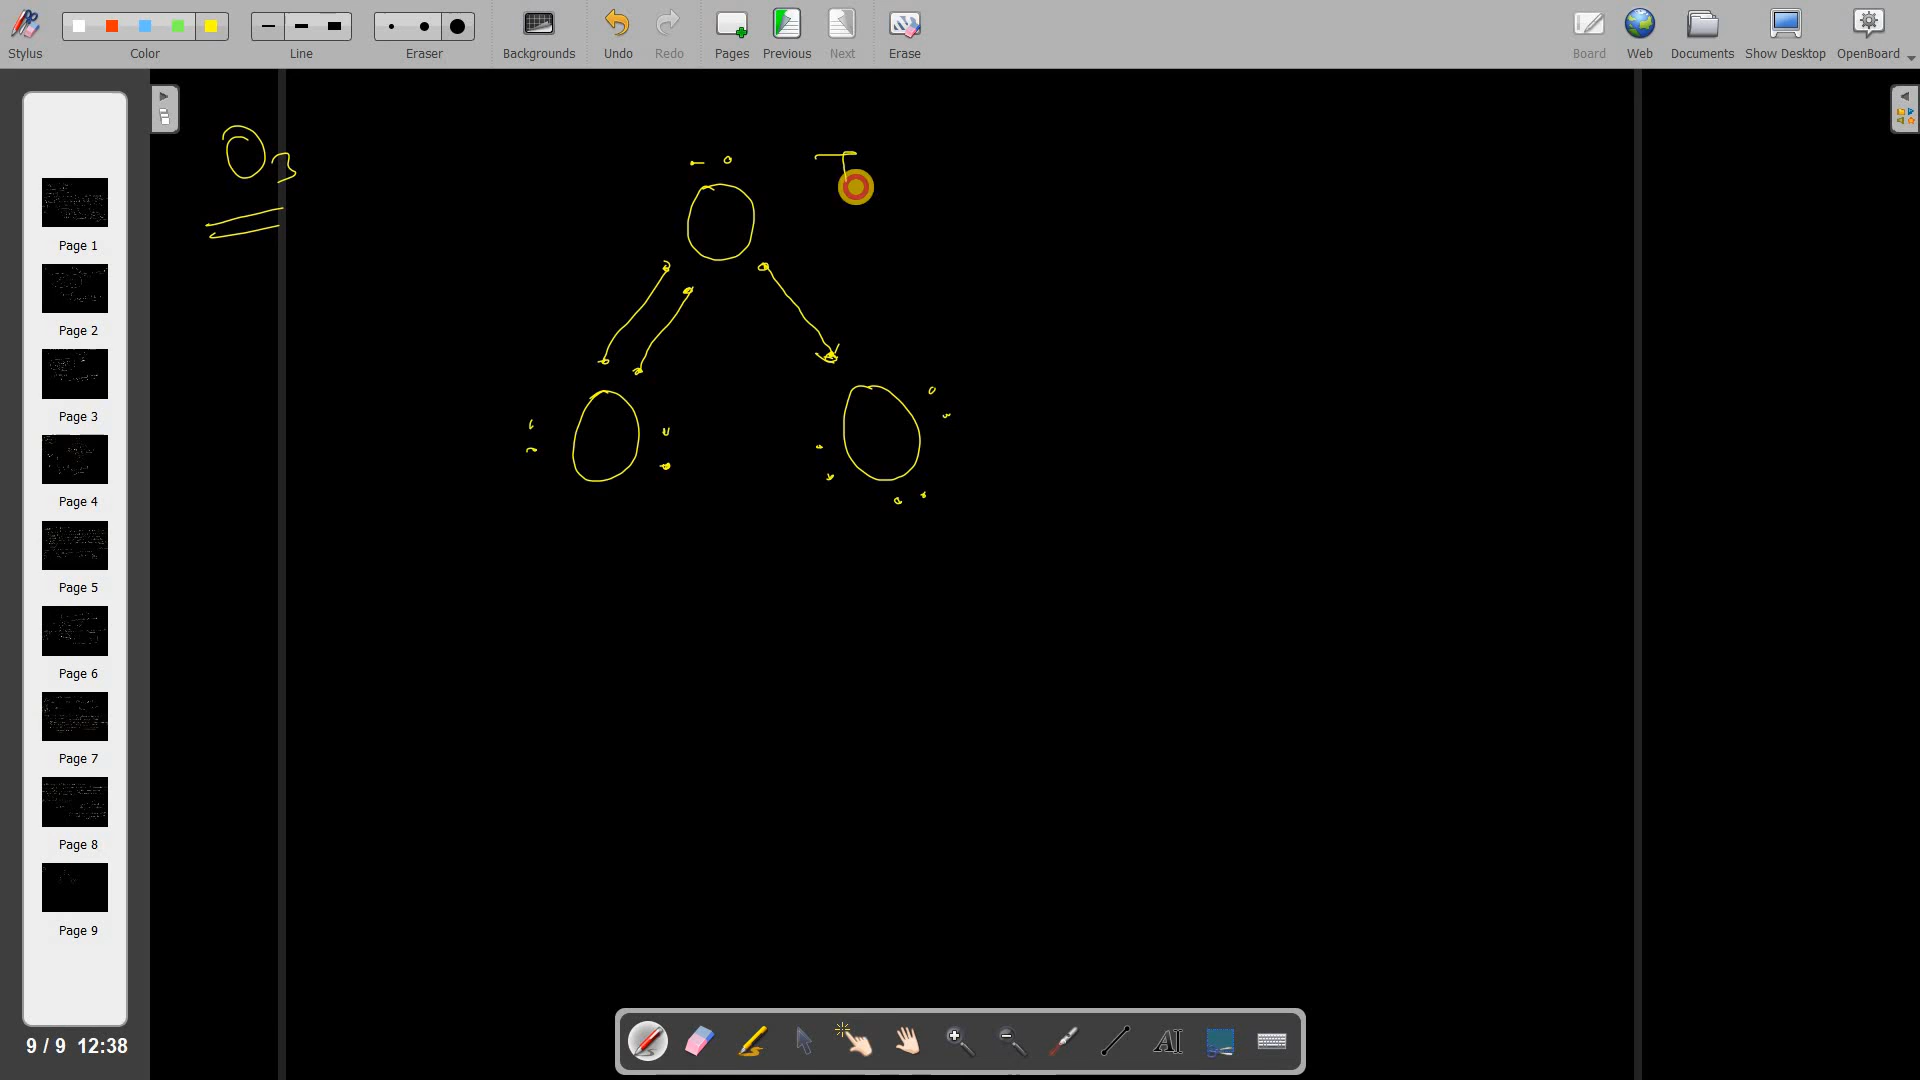 Stylus Color Line Eraser Backgrounds Undo Redo Pages Previous Next Erase Board Web Documents Show Desktop OpenBoard
O3
Page 1
Page 2
Page 3
Page 4
Page 5
Page 6
Page 7
Page 8
Page 9
9 / 9 12:38
AI